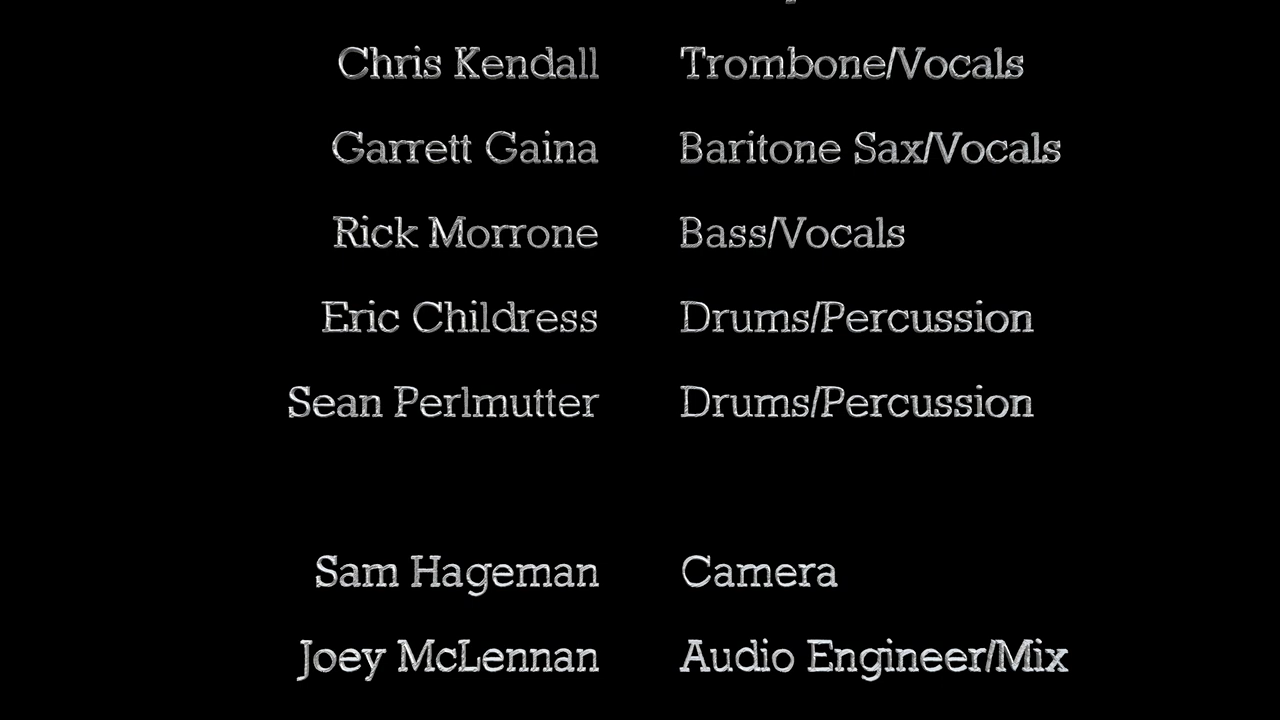 Chris Kendall Trombone/Vocals
Garrett Gaina Baritone Sax/Vocals
Rick Morrone Bass/Vocals
Eric Childress Drums/Percussion
Sean Perlmutter Drums/Percussion
Sam Hageman Camera
Joey McLennan Audio Engineer/Mix